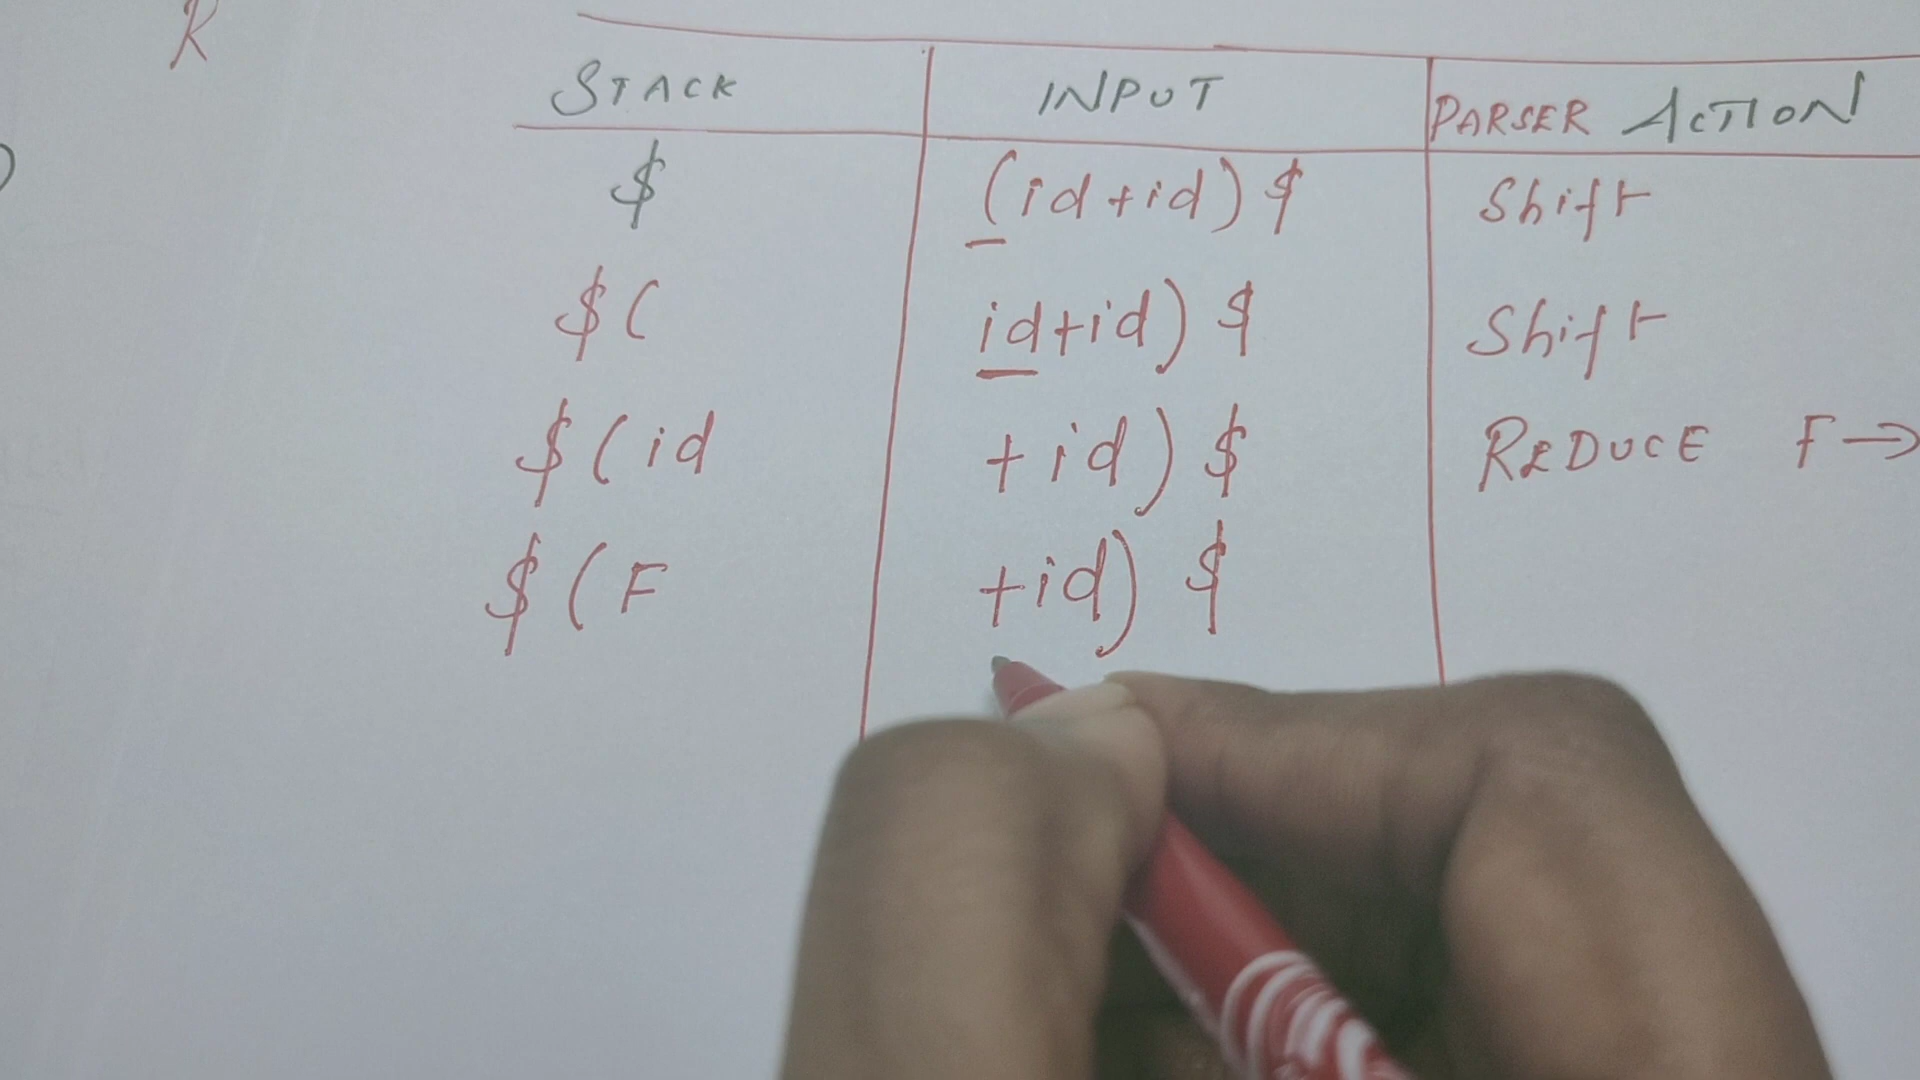 R
)
STACK INPUT PARSER ACTION
$ (id+id) $ Shift
$( id+id) $ Shift
$(id +id) $ REDUCE F→
$(F +id) $